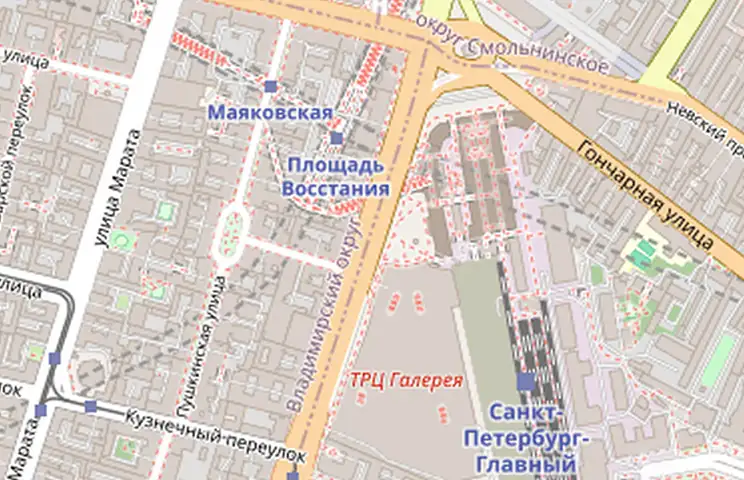 округ Смольнинское
улица
Маяковская
Невский пр
Гончарная улица
улица Марата
Площадь
Восстания
Владимирский округ
улица
Пушкинская улица
ТРЦ Галерея
Санкт-
Петербург-
Главный
Кузнечный переулок
Марата